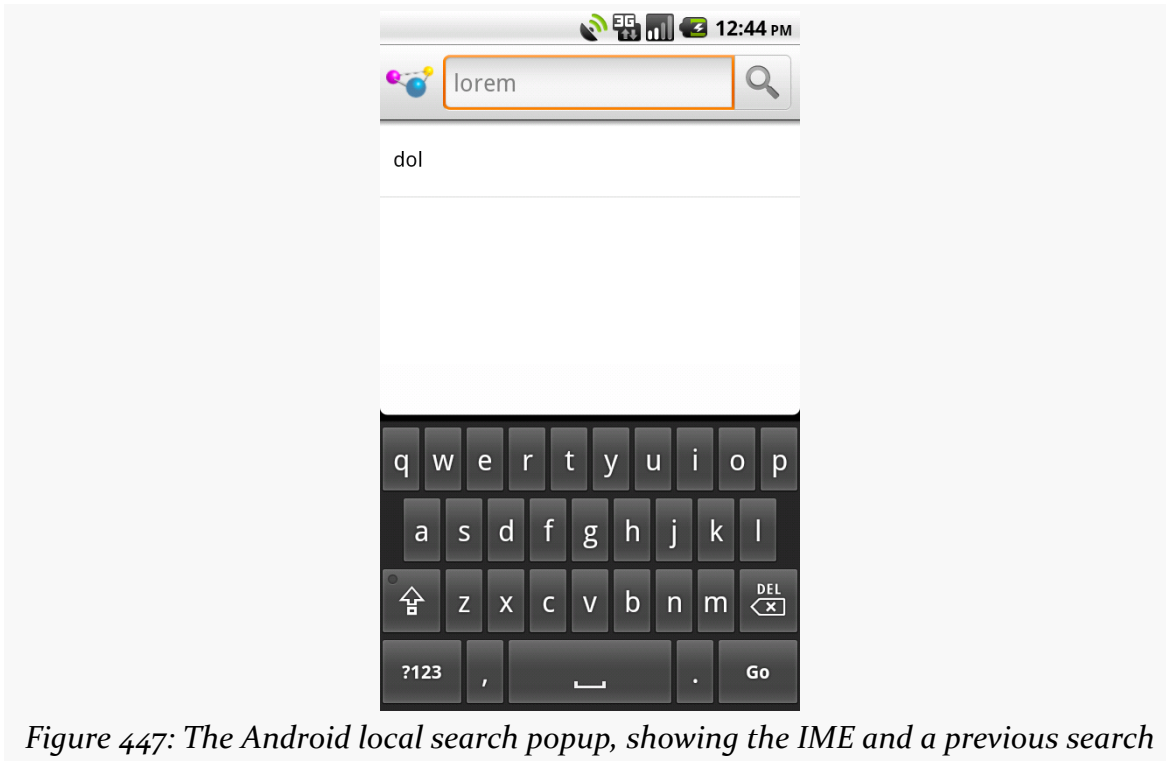 3G 12:44 PM
lorem
dol
q w e r t y u i o p
a s d f g h j k l
z x c v b n m DEL
?123 , . Go
Figure 447: The Android local search popup, showing the IME and a previous search